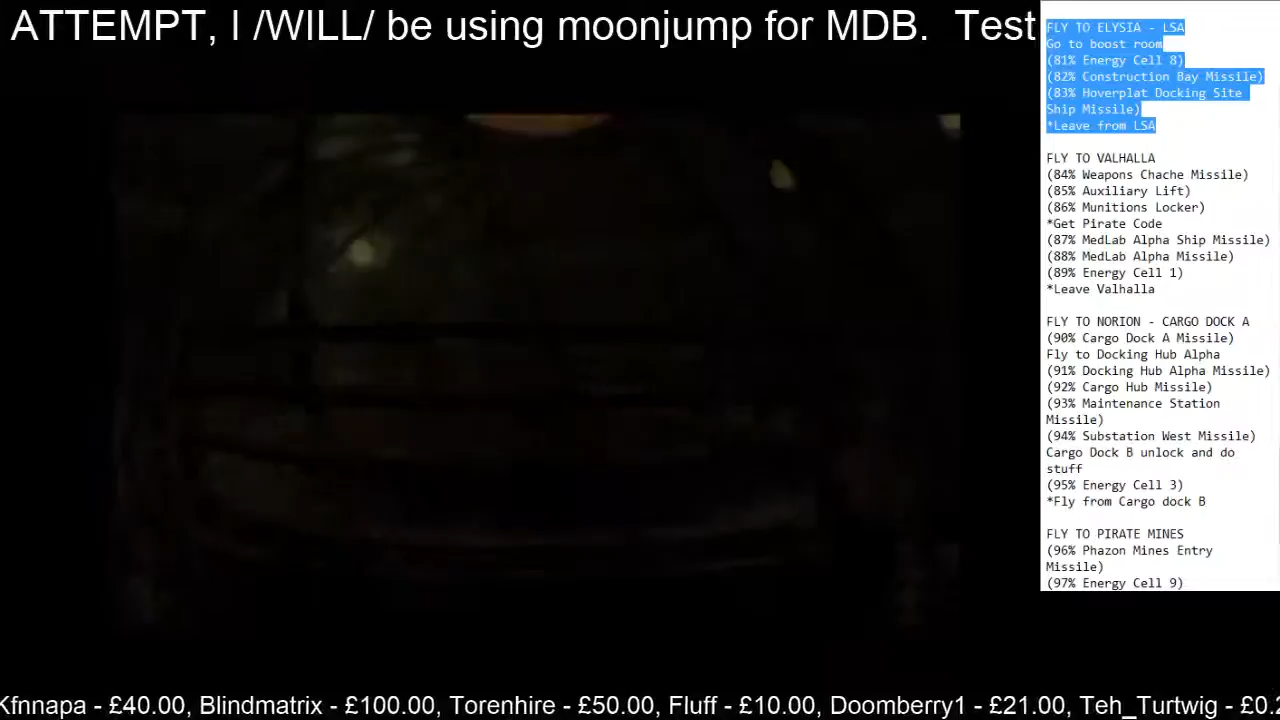 ATTEMPT, I /WILL/ be using moonjump for MDB.  Test
FLY TO ELYSIA - LSA
Go to boost room
(81% Energy Cell 8)
(82% Construction Bay Missile)
(83% Hoverplat Docking Site
Ship Missile)
*Leave from LSA
FLY TO VALHALLA
(84% Weapons Chache Missile)
(85% Auxiliary Lift)
(86% Munitions Locker)
*Get Pirate Code
(87% MedLab Alpha Ship Missile)
(88% MedLab Alpha Missile)
(89% Energy Cell 1)
*Leave Valhalla
FLY TO NORION - CARGO DOCK A
(90% Cargo Dock A Missile)
Fly to Docking Hub Alpha
(91% Docking Hub Alpha Missile)
(92% Cargo Hub Missile)
(93% Maintenance Station
Missile)
(94% Substation West Missile)
Cargo Dock B unlock and do
stuff
(95% Energy Cell 3)
*Fly from Cargo dock B
FLY TO PIRATE MINES
(96% Phazon Mines Entry
Missile)
(97% Energy Cell 9)
Kfnnapa - £40.00, Blindmatrix - £100.00, Torenhire - £50.00, Fluff - £10.00, Doomberry1 - £21.00, Teh_Turtwig - £0.2